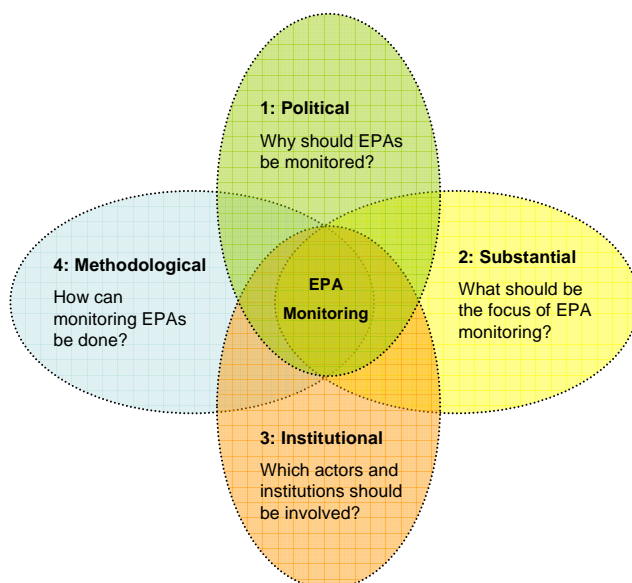 1: Political
Why should EPAs
be monitored?
4: Methodological
How can
monitoring EPAs
be done?
EPA
Monitoring
2: Substantial
What should be
the focus of EPA
monitoring?
3: Institutional
Which actors and
institutions should
be involved?